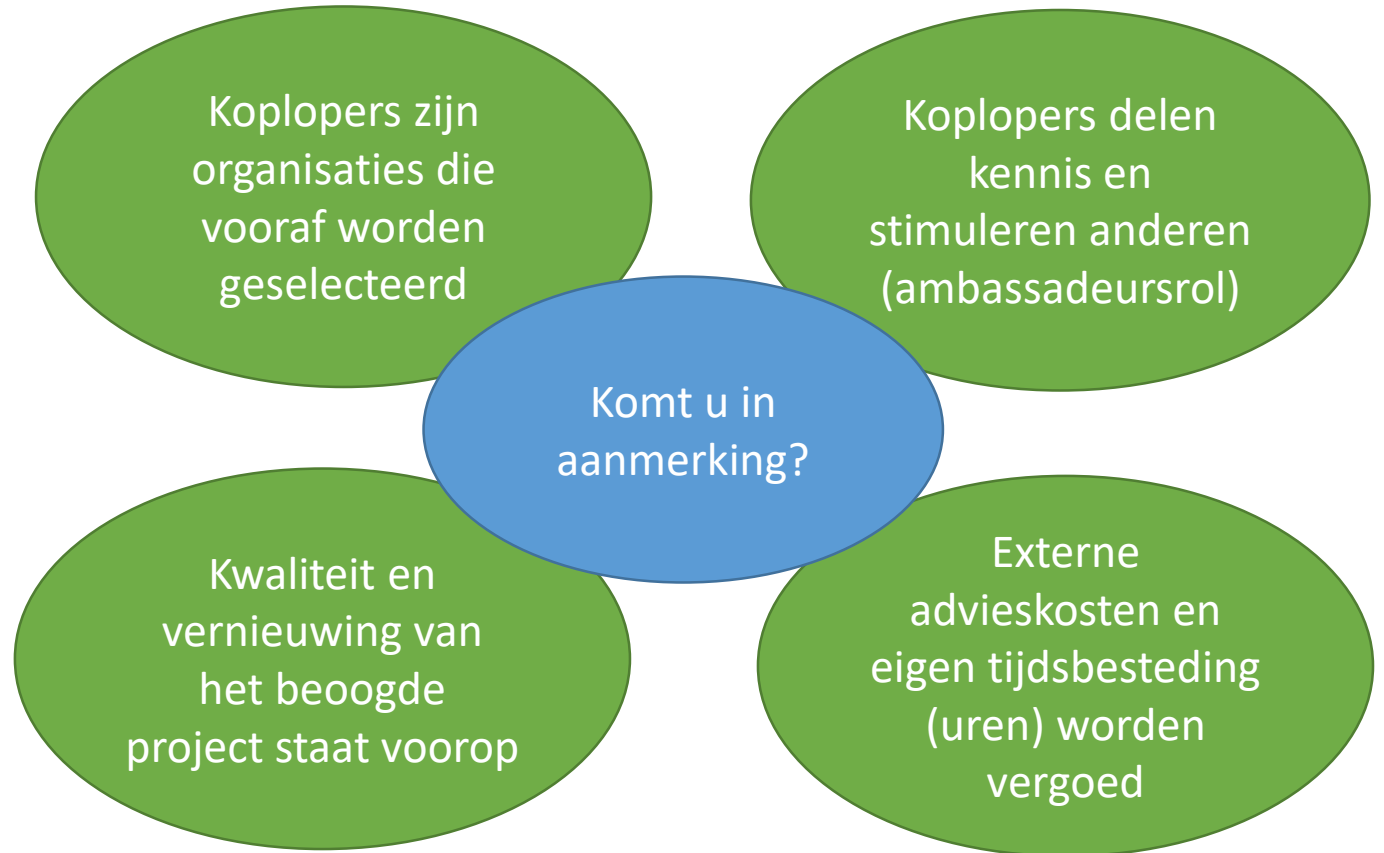 Koplopers zijn
organisaties die
vooraf worden
geselecteerd
Koplopers delen
kennis en
stimuleren anderen
(ambassadeursrol)
Komt u in
aanmerking?
Kwaliteit en
vernieuwing van
het beoogde
project staat voorop
Externe
advieskosten en
eigen tijdsbesteding
(uren) worden
vergoed